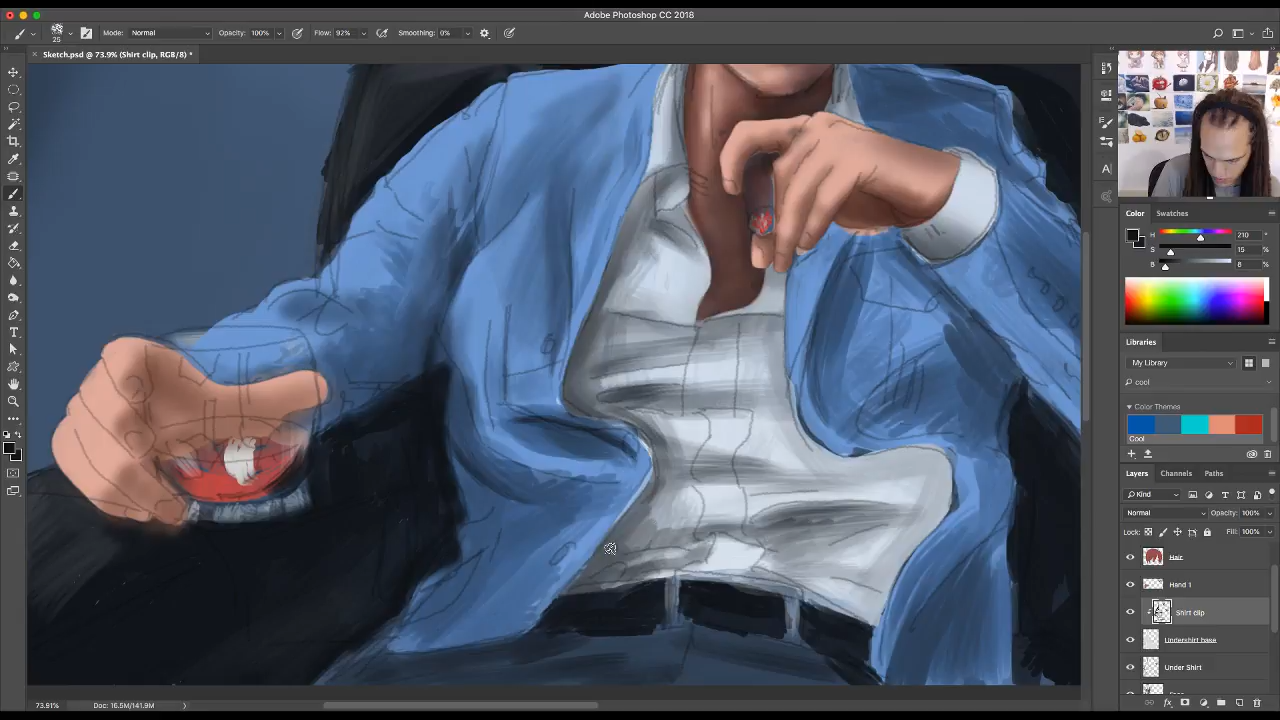 Adobe Photoshop CC 2018
25
Mode: Normal
Opacity: 100%
Flow: 92%
Smoothing: 0%
Sketch.psd @ 73.9% (Shirt clip, RGB/8) *
Color
Swatches
H
210
°
S
15
%
B
8
%
Libraries
My Library
cool
Color Themes
Cool
Layers
Channels
Paths
Kind
Normal
Opacity: 100%
Lock:
Fill: 100%
Hair
Hand 1
Shirt clip
Undershirt base
Under Shirt
73.91%
Doc: 16.5M/141.9M